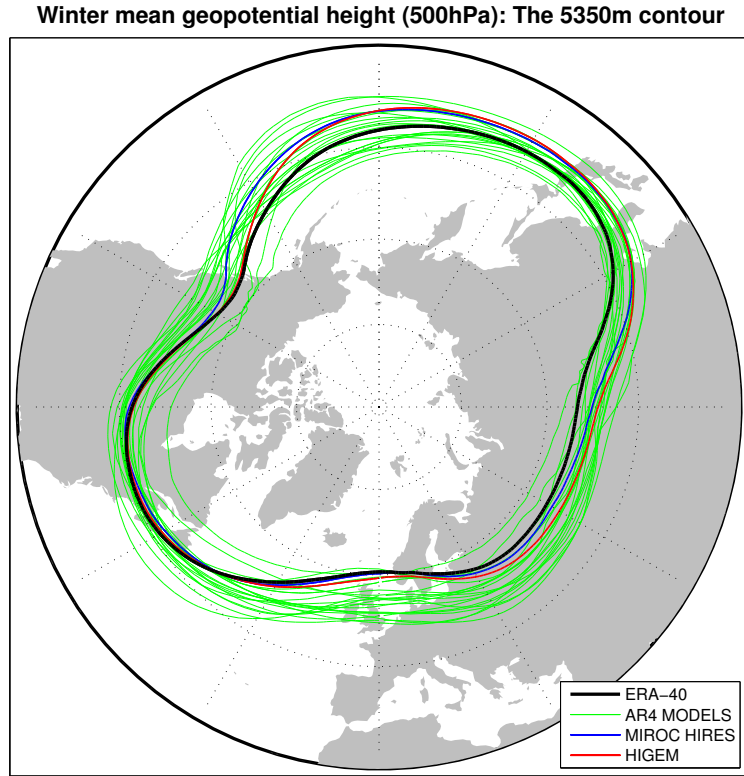 Winter mean geopotential height (500hPa): The 5350m contour
ERA−40
AR4 MODELS
MIROC HIRES
HIGEM